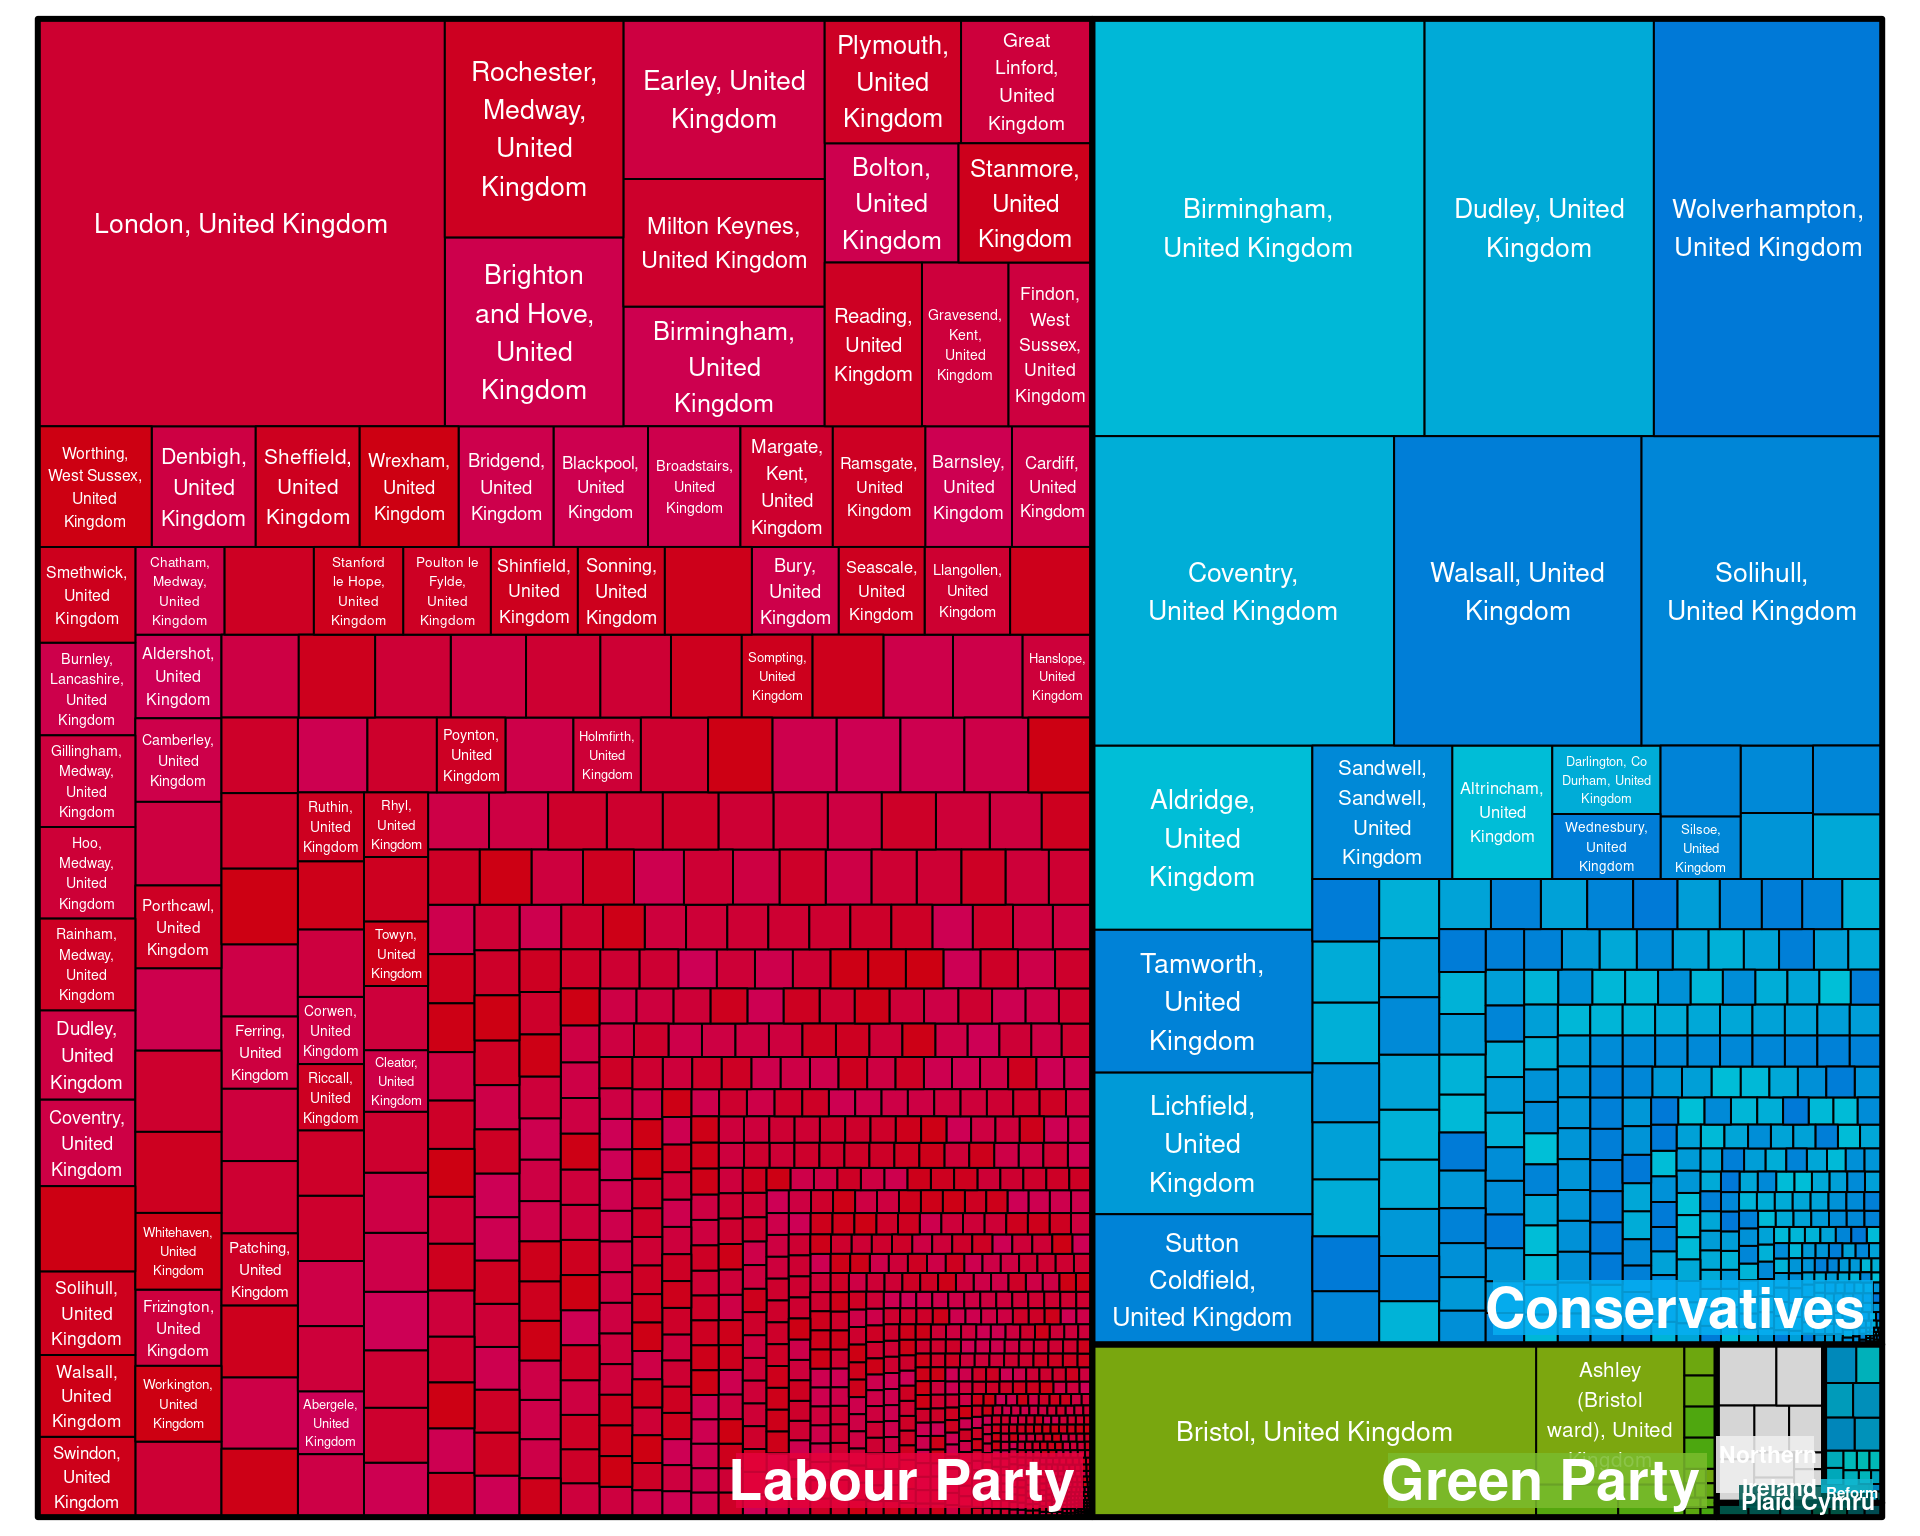 London, United Kingdom
Rochester,
Medway,
United
Kingdom
Brighton
and Hove,
United
Kingdom
Earley, United
Kingdom
Milton Keynes,
United Kingdom
Birmingham,
United
Kingdom
Plymouth,
United
Kingdom
Great
Linford,
United
Kingdom
Bolton,
United
Kingdom
Stanmore,
United
Kingdom
Reading,
United
Kingdom
Gravesend,
Kent,
United
Kingdom
Findon,
West
Sussex,
United
Kingdom
Worthing,
West Sussex,
United
Kingdom
Denbigh,
United
Kingdom
Sheffield,
United
Kingdom
Wrexham,
United
Kingdom
Bridgend,
United
Kingdom
Blackpool,
United
Kingdom
Broadstairs,
United
Kingdom
Margate,
Kent,
United
Kingdom
Ramsgate,
United
Kingdom
Barnsley,
United
Kingdom
Cardiff,
United
Kingdom
Smethwick,
United
Kingdom
Chatham,
Medway,
United
Kingdom
Stanford
le Hope,
United
Kingdom
Poulton le
Fylde,
United
Kingdom
Shinfield,
United
Kingdom
Sonning,
United
Kingdom
Bury,
United
Kingdom
Seascale,
United
Kingdom
Llangollen,
United
Kingdom
Burnley,
Lancashire,
United
Kingdom
Aldershot,
United
Kingdom
Sompting,
United
Kingdom
Hanslope,
United
Kingdom
Gillingham,
Medway,
United
Kingdom
Camberley,
United
Kingdom
Poynton,
United
Kingdom
Holmfirth,
United
Kingdom
Hoo,
Medway,
United
Kingdom
Ruthin,
United
Kingdom
Rhyl,
United
Kingdom
Rainham,
Medway,
United
Kingdom
Porthcawl,
United
Kingdom
Towyn,
United
Kingdom
Dudley,
United
Kingdom
Ferring,
United
Kingdom
Corwen,
United
Kingdom
Riccall,
United
Kingdom
Cleator,
United
Kingdom
Coventry,
United
Kingdom
Whitehaven,
United
Kingdom
Patching,
United
Kingdom
Solihull,
United
Kingdom
Frizington,
United
Kingdom
Walsall,
United
Kingdom
Workington,
United
Kingdom
Abergele,
United
Kingdom
Swindon,
United
Kingdom
Labour Party
Birmingham,
United Kingdom
Dudley, United
Kingdom
Wolverhampton,
United Kingdom
Coventry,
United Kingdom
Walsall, United
Kingdom
Solihull,
United Kingdom
Aldridge,
United
Kingdom
Sandwell,
Sandwell,
United
Kingdom
Altrincham,
United
Kingdom
Darlington, Co
Durham, United
Kingdom
Wednesbury,
United
Kingdom
Silsoe,
United
Kingdom
Tamworth,
United
Kingdom
Lichfield,
United
Kingdom
Sutton
Coldfield,
United Kingdom
Conservatives
Bristol, United Kingdom
Ashley
(Bristol
ward), United
Kingdom
Green Party
Northern
Ireland
Reform
Plaid Cymru